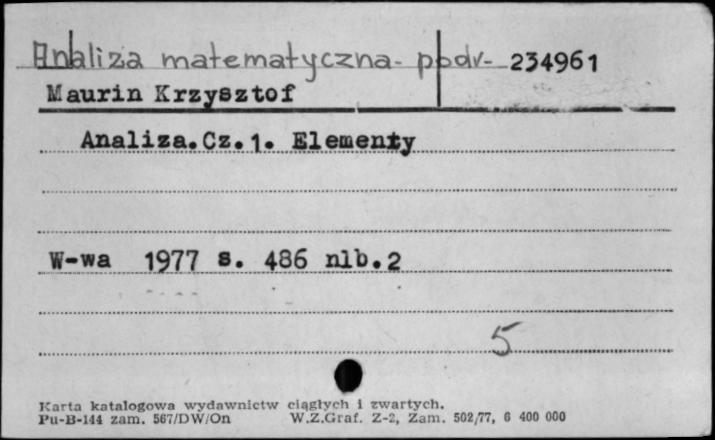 Analiza matematyczna - podr - 234961
Maurin Krzysztof
Analiza.Cz.1. Elementy
W-wa 1977 s. 486 nlb.2
5
Karta katalogowa wydawnictw ciągłych i zwartych.
Pu-B-144 zam. 567/DW/On W.Z.Graf. Z-2, Zam. 502/77, 6 400 000